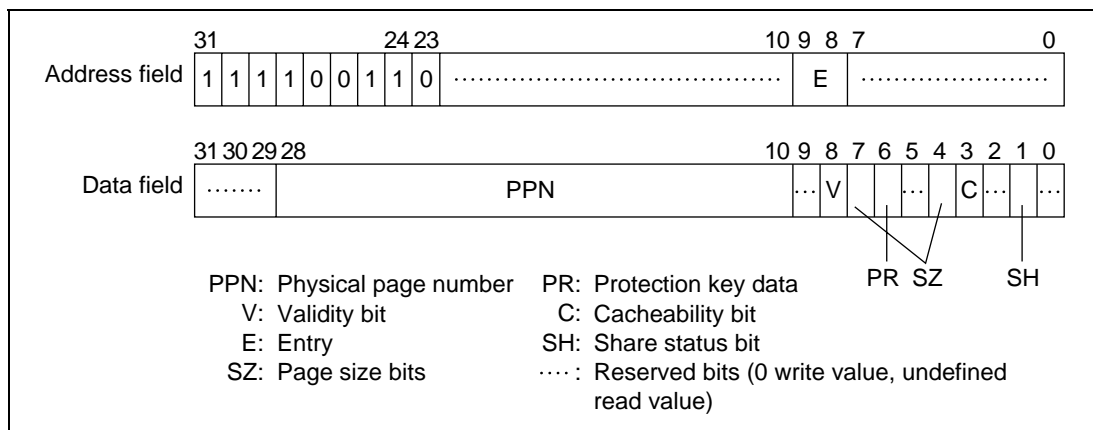 31 24 23 10 9 8 7 0
Address field 1 1 1 1 0 0 1 1 0 ........................................ E ........................
31 30 29 28 10 9 8 7 6 5 4 3 2 1 0
Data field ....... PPN ... V ... C ... ...
PR SZ SH
PPN: Physical page number PR: Protection key data
V: Validity bit C: Cacheability bit
E: Entry SH: Share status bit
SZ: Page size bits ....: Reserved bits (0 write value, undefined
read value)